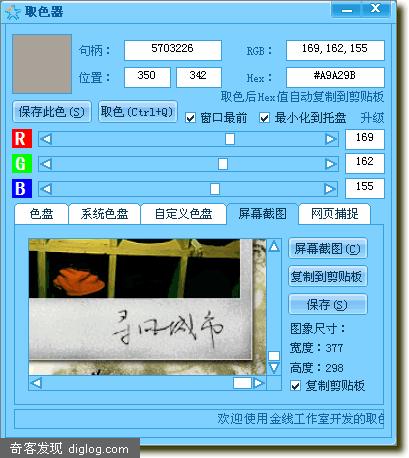 取色器
句柄： 5703226 RGB： 169,162,155
位置： 350 342 Hex： #A9A29B
取色后Hex值自动复制到剪贴板
保存此色(S) 取色(Ctrl+Q) 窗口最前 最小化到托盘 升级
R 169
G 162
B 155
色盘 系统色盘 自定义色盘 屏幕截图 网页捕捉
屏幕截图(C)
复制到剪贴板
保存(S)
寻回城市
图象尺寸：
宽度：377
高度：298
复制剪贴板
欢迎使用金线工作室开发的取色
奇客发现 diglog.com